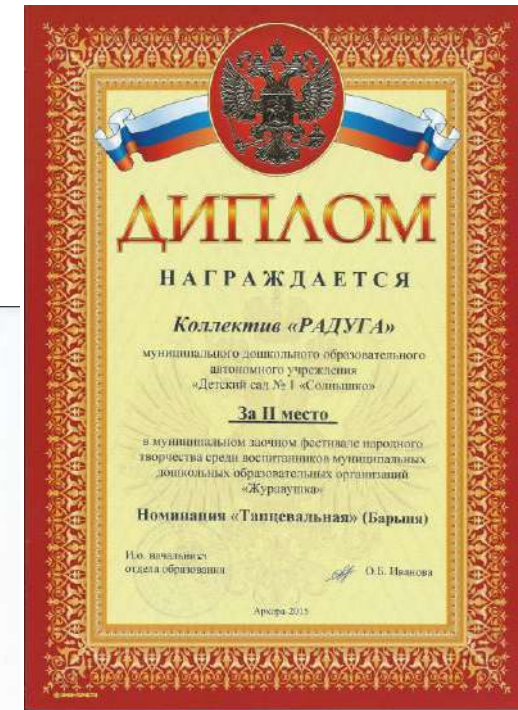 ДИПЛОМ
НАГРАЖДАЕТСЯ
Коллектив «РАДУГА»
муниципального дошкольного образовательного
автономного учреждения
«Детский сад № 1 «Солнышко»
За II место
в муниципальном заочном фестивале народного
творчества среди воспитанников муниципальных
дошкольных образовательных организаций
«Журавушка»
Номинация «Танцевальная» (Барыня)
И.о. начальника
отдела образования О.Б. Иванова
2015